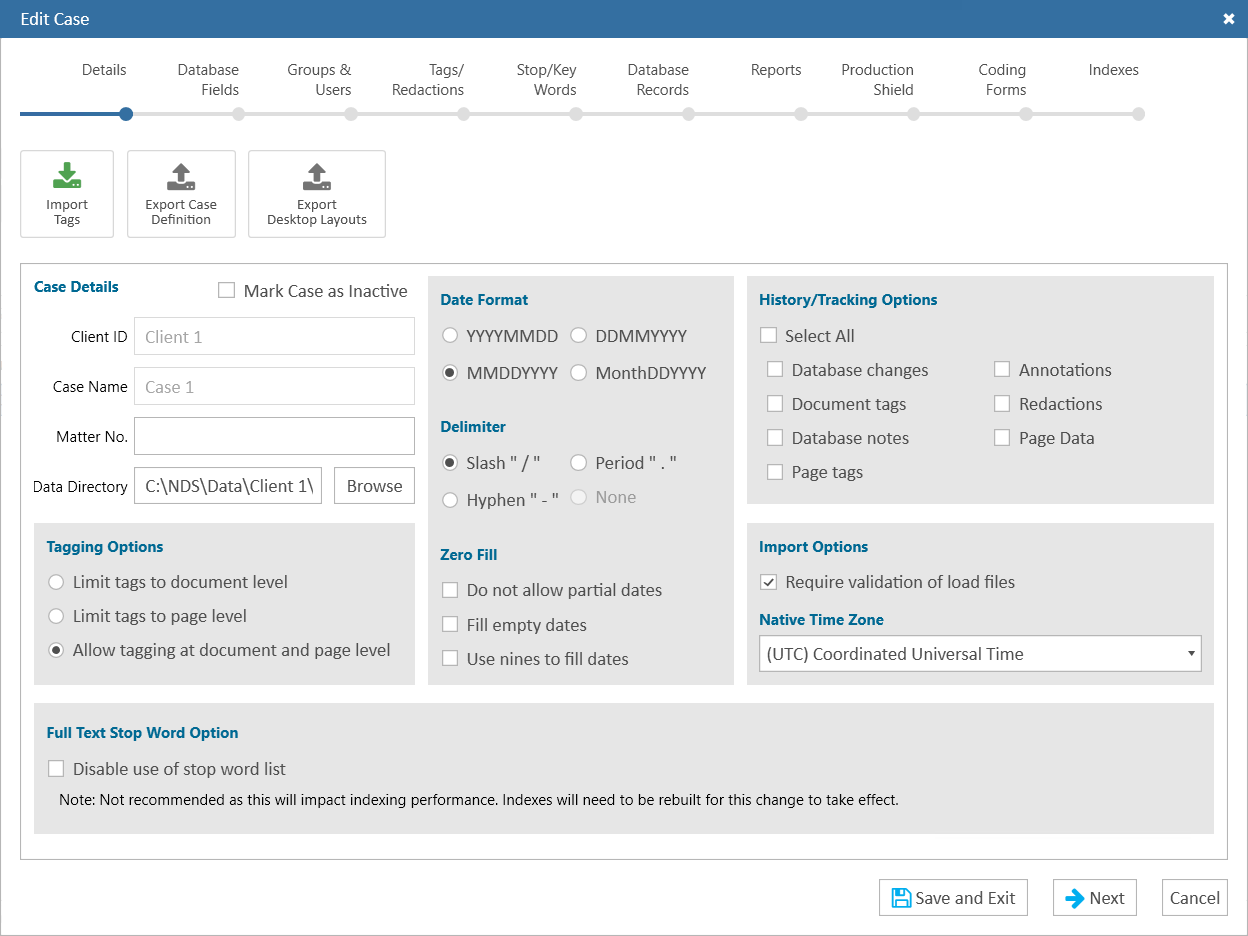 Edit Case
Details
Database
Fields
Groups &
Users
Tags/
Redactions
Stop/Key
Words
Database
Records
Reports
Production
Shield
Coding
Forms
Indexes
Import
Tags
Export Case
Definition
Export
Desktop Layouts
Case Details
Mark Case as Inactive
Client ID
Client 1
Case Name
Case 1
Matter No.
Data Directory
C:\NDS\Data\Client 1\
Browse
Tagging Options
Limit tags to document level
Limit tags to page level
Allow tagging at document and page level
Date Format
YYYYMMDD
DDMMYYYY
MMDDYYYY
MonthDDYYYY
Delimiter
Slash " / "
Period " . "
Hyphen " - "
None
Zero Fill
Do not allow partial dates
Fill empty dates
Use nines to fill dates
History/Tracking Options
Select All
Database changes
Annotations
Document tags
Redactions
Database notes
Page Data
Page tags
Import Options
Require validation of load files
Native Time Zone
(UTC) Coordinated Universal Time
Full Text Stop Word Option
Disable use of stop word list
Note: Not recommended as this will impact indexing performance. Indexes will need to be rebuilt for this change to take effect.
Save and Exit
Next
Cancel